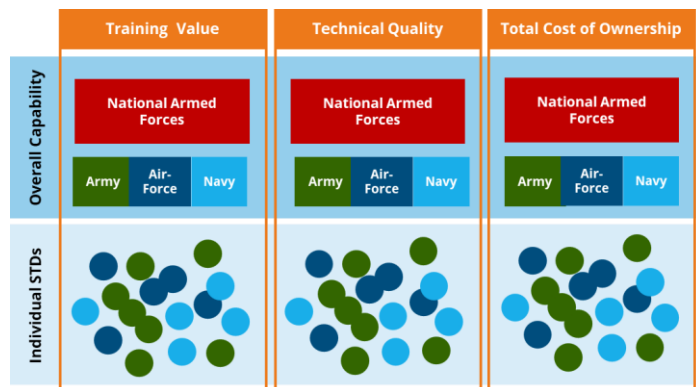 Training Value
Technical Quality
Total Cost of Ownership
Overall Capability
National Armed
Forces
National Armed
Forces
National Armed
Forces
Army
Air-
Force
Navy
Army
Air-
Force
Navy
Army
Air-
Force
Navy
Individual STDs